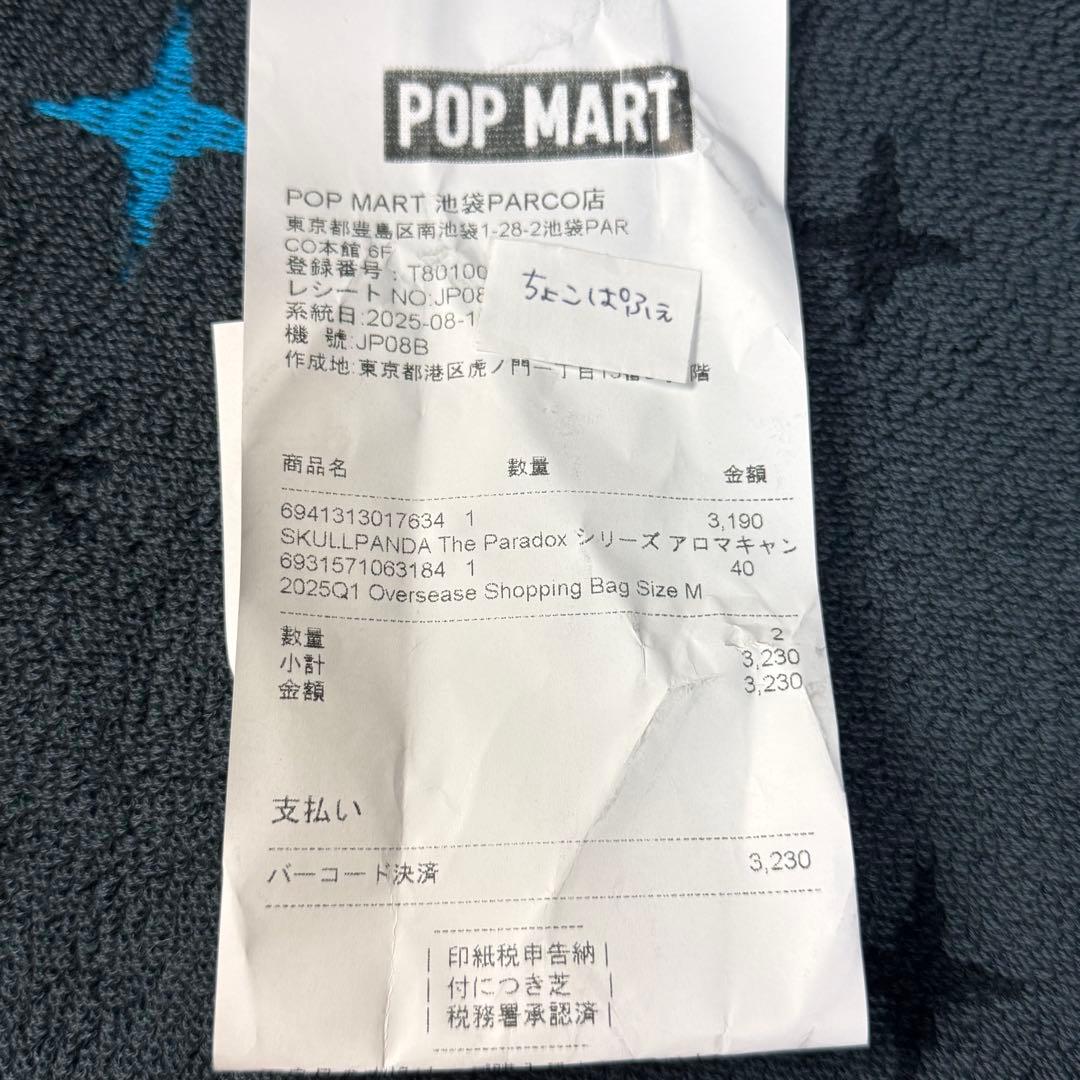 POP MART
POP MART 池袋PARCO店
東京都豊島区南池袋1-28-2池袋PAR
CO本館 6F
登録番号: T80100
レシート NO:JP08
系統日:2025-08-1
機 號:JP08B
作成地:東京都港区虎ノ門一丁目 階
ちょこぱふぇ
商品名 数量 金額
6941313017634 1 3,190
SKULLPANDA The Paradox シリーズ アロマキャン
6931571063184 1 40
2025Q1 Oversease Shopping Bag Size M
数量 2
小計 3,230
金額 3,230
支払い
バーコード決済 3,230
印紙税申告納
付につき芝
税務署承認済